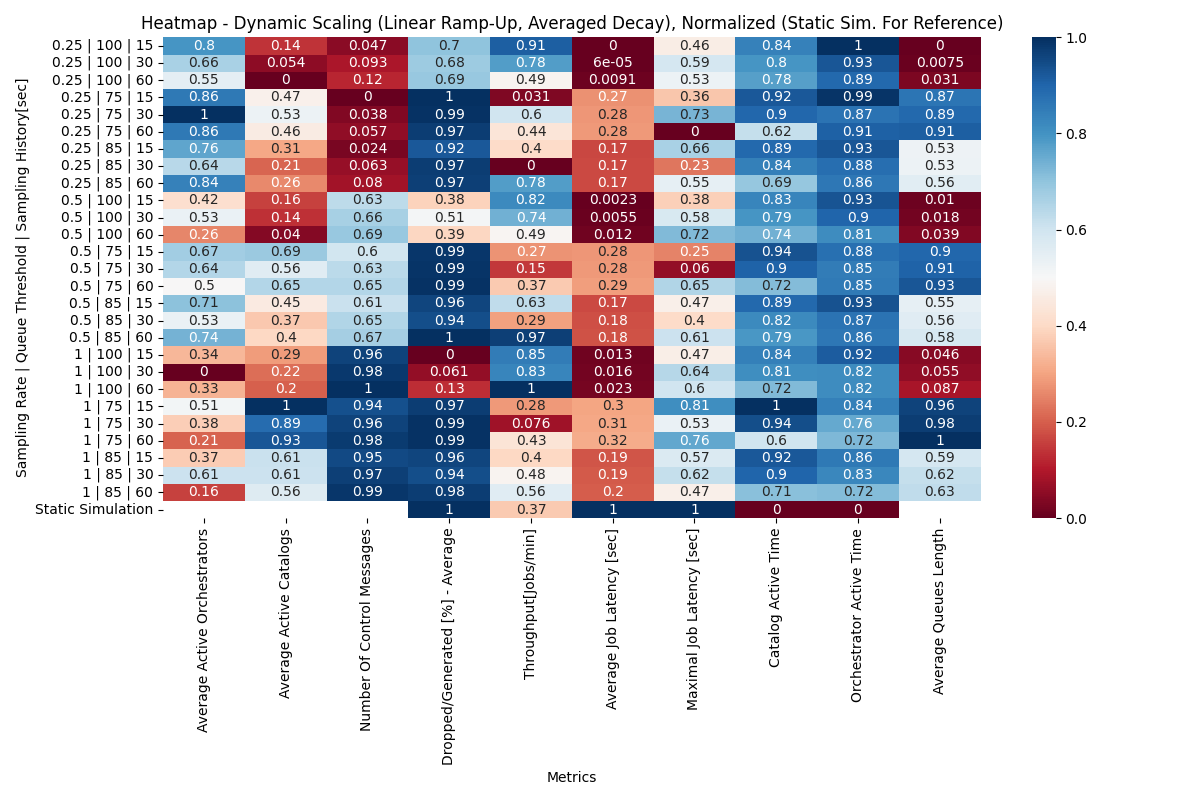 Heatmap - Dynamic Scaling (Linear Ramp-Up, Averaged Decay), Normalized (Static Sim. For Reference)
Sampling Rate | Queue Threshold | Sampling History[sec]
0.25 | 100 | 15 0.8 0.14 0.047 0.7 0.91 0 0.46 0.84 1 0
0.25 | 100 | 30 0.66 0.054 0.093 0.68 0.78 6e-05 0.59 0.8 0.93 0.0075
0.25 | 100 | 60 0.55 0 0.12 0.69 0.49 0.0091 0.53 0.78 0.89 0.031
0.25 | 75 | 15 0.86 0.47 0 1 0.031 0.27 0.36 0.92 0.99 0.87
0.25 | 75 | 30 1 0.53 0.038 0.99 0.6 0.28 0.73 0.9 0.87 0.89
0.25 | 75 | 60 0.86 0.46 0.057 0.97 0.44 0.28 0 0.62 0.91 0.91
0.25 | 85 | 15 0.76 0.31 0.024 0.92 0.4 0.17 0.66 0.89 0.93 0.53
0.25 | 85 | 30 0.64 0.21 0.063 0.97 0 0.17 0.23 0.84 0.88 0.53
0.25 | 85 | 60 0.84 0.26 0.08 0.97 0.78 0.17 0.55 0.69 0.86 0.56
0.5 | 100 | 15 0.42 0.16 0.63 0.38 0.82 0.0023 0.38 0.83 0.93 0.01
0.5 | 100 | 30 0.53 0.14 0.66 0.51 0.74 0.0055 0.58 0.79 0.9 0.018
0.5 | 100 | 60 0.26 0.04 0.69 0.39 0.49 0.012 0.72 0.74 0.81 0.039
0.5 | 75 | 15 0.67 0.69 0.6 0.99 0.27 0.28 0.25 0.94 0.88 0.9
0.5 | 75 | 30 0.64 0.56 0.63 0.99 0.15 0.28 0.06 0.9 0.85 0.91
0.5 | 75 | 60 0.5 0.65 0.65 0.99 0.37 0.29 0.65 0.72 0.85 0.93
0.5 | 85 | 15 0.71 0.45 0.61 0.96 0.63 0.17 0.47 0.89 0.93 0.55
0.5 | 85 | 30 0.53 0.37 0.65 0.94 0.29 0.18 0.4 0.82 0.87 0.56
0.5 | 85 | 60 0.74 0.4 0.67 1 0.97 0.18 0.61 0.79 0.86 0.58
1 | 100 | 15 0.34 0.29 0.96 0 0.85 0.013 0.47 0.84 0.92 0.046
1 | 100 | 30 0 0.22 0.98 0.061 0.83 0.016 0.64 0.81 0.82 0.055
1 | 100 | 60 0.33 0.2 1 0.13 1 0.023 0.6 0.72 0.82 0.087
1 | 75 | 15 0.51 1 0.94 0.97 0.28 0.3 0.81 1 0.84 0.96
1 | 75 | 30 0.38 0.89 0.96 0.99 0.076 0.31 0.53 0.94 0.76 0.98
1 | 75 | 60 0.21 0.93 0.98 0.99 0.43 0.32 0.76 0.6 0.72 1
1 | 85 | 15 0.37 0.61 0.95 0.96 0.4 0.19 0.57 0.92 0.86 0.59
1 | 85 | 30 0.61 0.61 0.97 0.94 0.48 0.19 0.62 0.9 0.83 0.62
1 | 85 | 60 0.16 0.56 0.99 0.98 0.56 0.2 0.47 0.71 0.72 0.63
Static Simulation 1 0.37 1 1 0 0
Average Active Orchestrators
Average Active Catalogs
Number Of Control Messages
Dropped/Generated [%] - Average
Throughput[Jobs/min]
Average Job Latency [sec]
Maximal Job Latency [sec]
Catalog Active Time
Orchestrator Active Time
Average Queues Length
Metrics
1.0
0.8
0.6
0.4
0.2
0.0